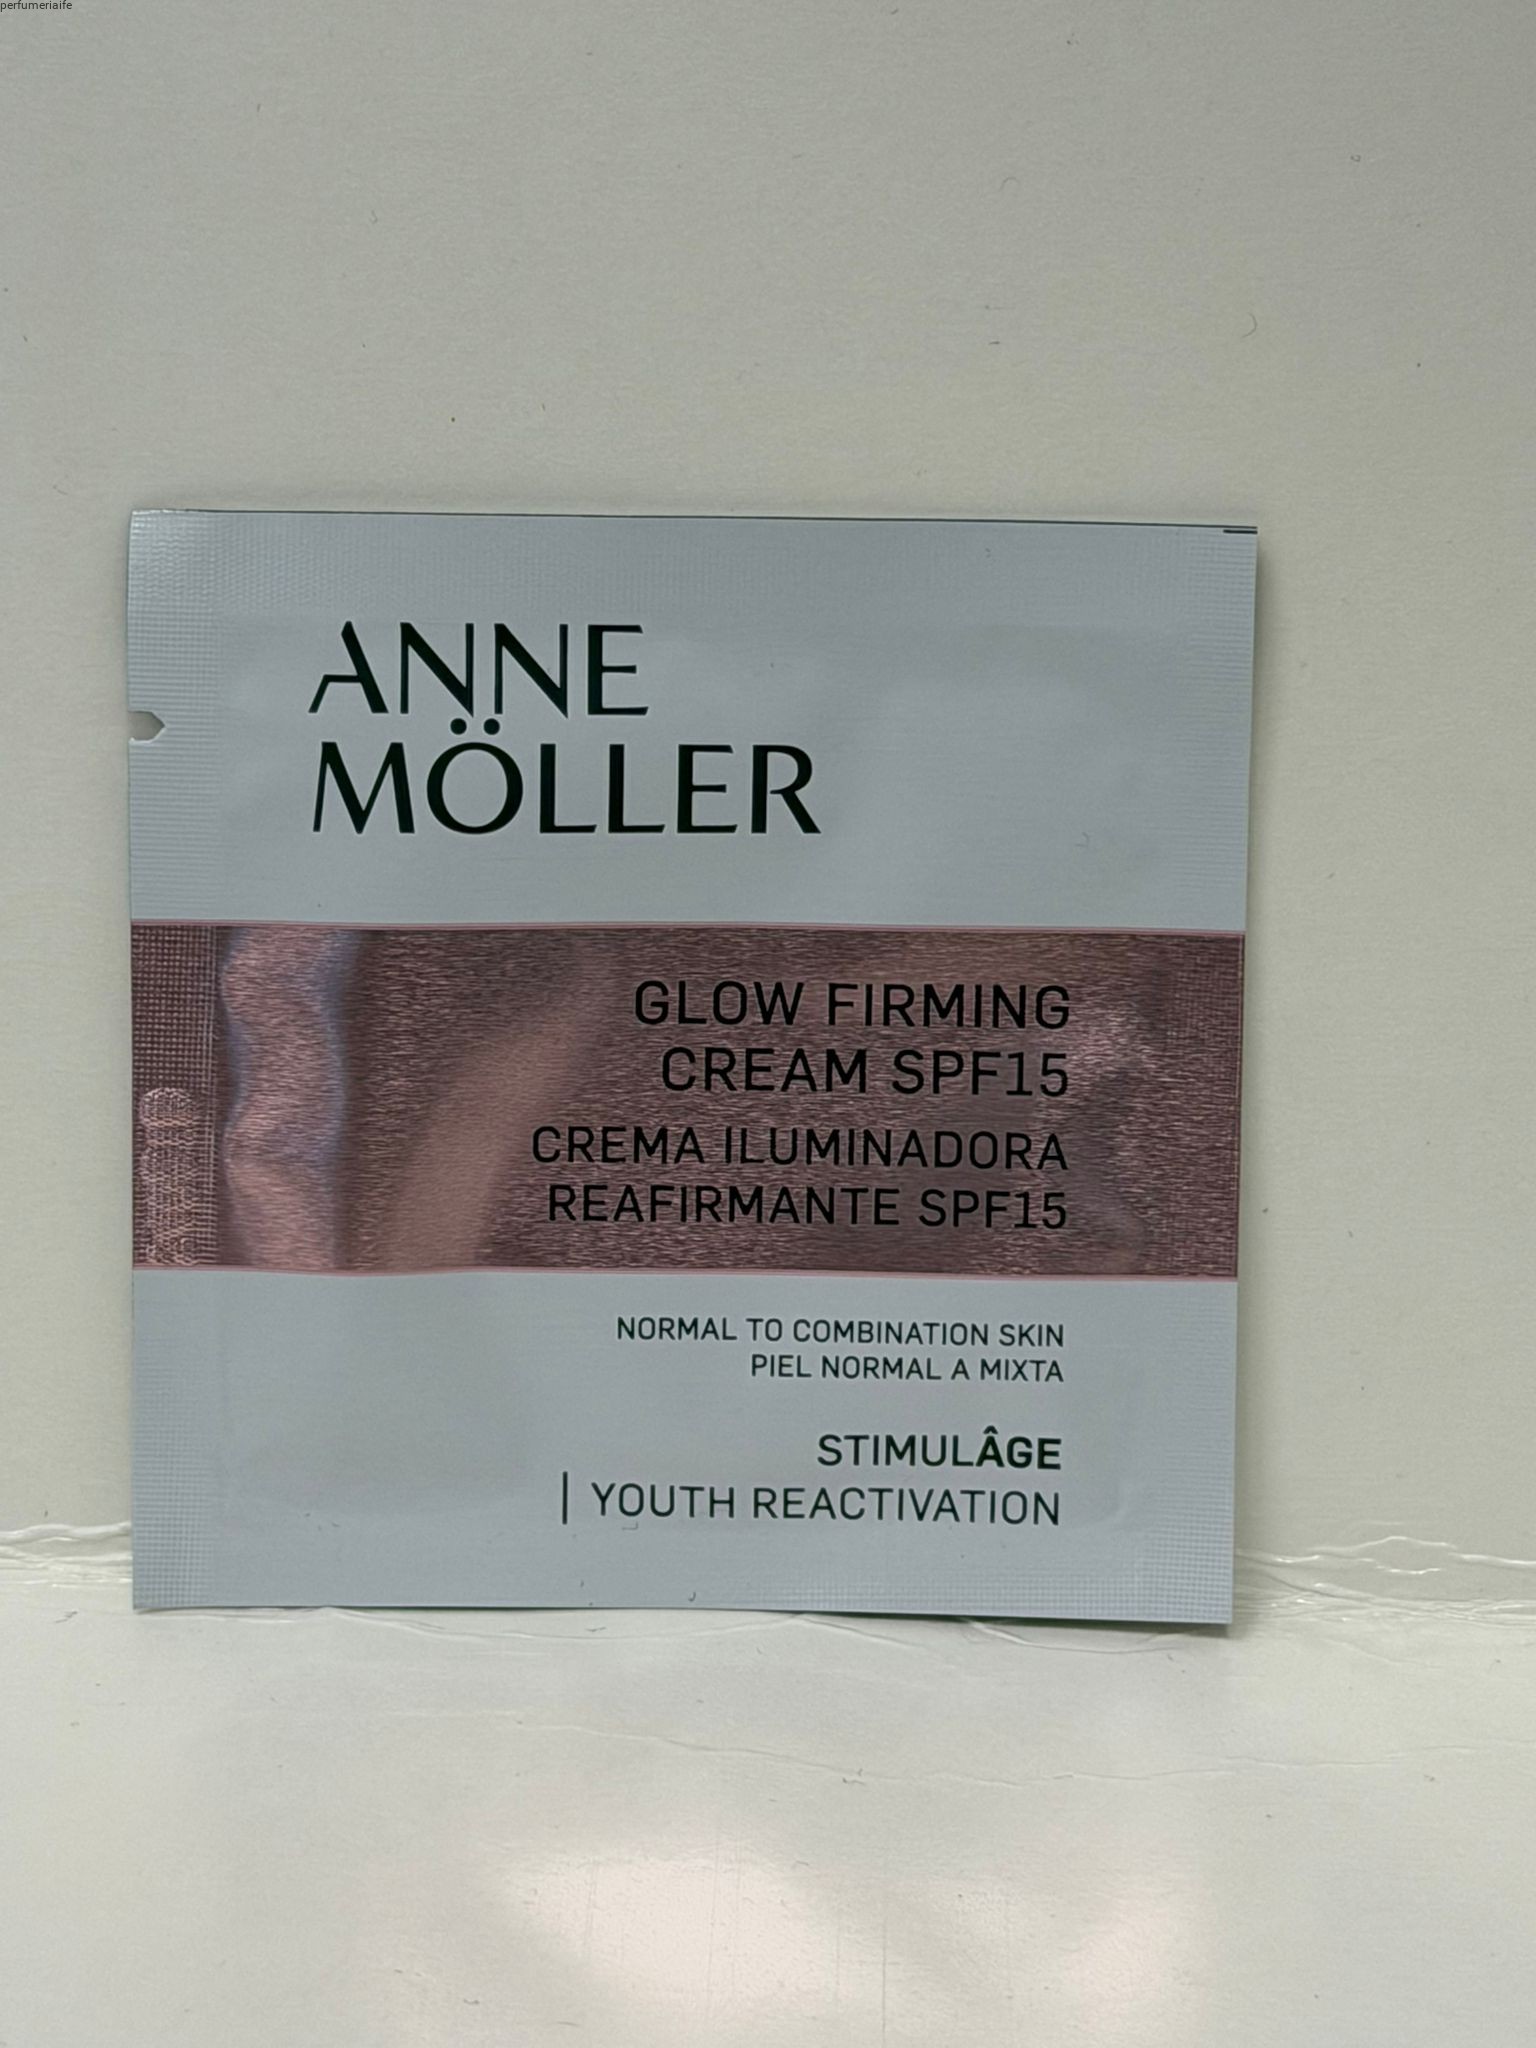 perfumeriaife
ANNE
MÖLLER
GLOW FIRMING
CREAM SPF15
CREMA ILUMINADORA
REAFIRMANTE SPF15
NORMAL TO COMBINATION SKIN
PIEL NORMAL A MIXTA
STIMULÂGE
| YOUTH REACTIVATION